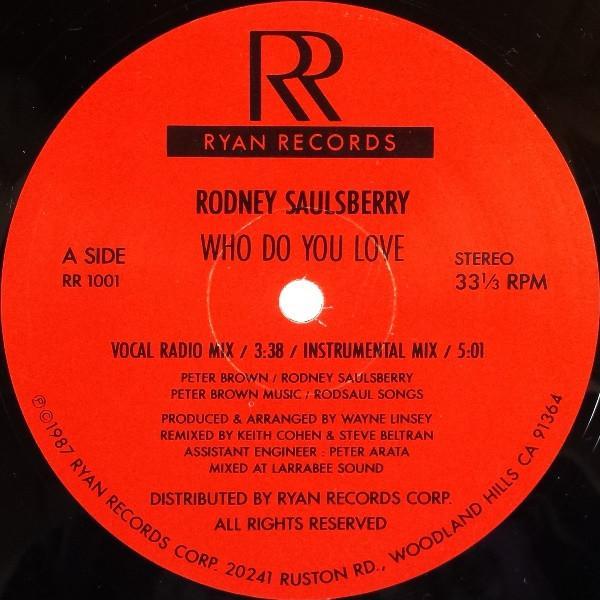 RR
RYAN RECORDS
RODNEY SAULSBERRY
WHO DO YOU LOVE
A SIDE
RR 1001
STEREO
33⅓ RPM
VOCAL RADIO MIX / 3:38 / INSTRUMENTAL MIX / 5:01
PETER BROWN / RODNEY SAULSBERRY
PETER BROWN MUSIC / RODSAUL SONGS
PRODUCED & ARRANGED BY WAYNE LINSEY
REMIXED BY KEITH COHEN & STEVE BELTRAN
ASSISTANT ENGINEER : PETER ARATA
MIXED AT LARRABEE SOUND
DISTRIBUTED BY RYAN RECORDS CORP.
ALL RIGHTS RESERVED
℗©1987 RYAN RECORDS CORP. 20241 RUSTON RD., WOODLAND HILLS CA 91364